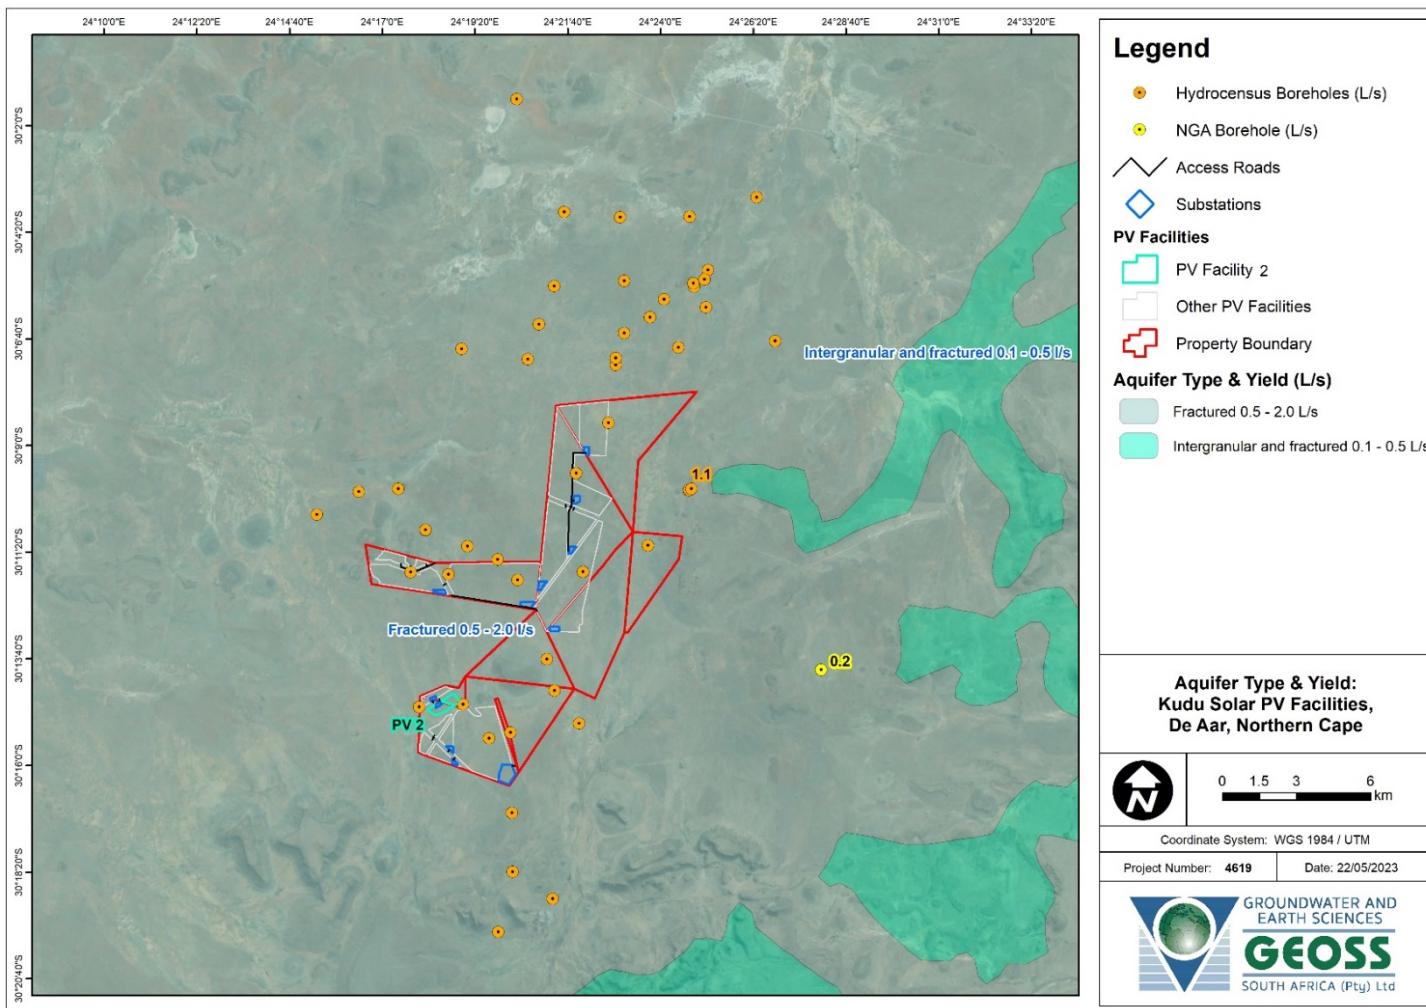 24°10'0"E 24°12'20"E 24°14'40"E 24°17'0"E 24°19'20"E 24°21'40"E 24°24'0"E 24°26'20"E 24°28'40"E 24°31'0"E 24°33'20"E
30°2'0"S
30°4'20"S
30°6'40"S
30°9'0"S
30°11'20"S
30°13'40"S
30°16'0"S
30°18'20"S
30°20'40"S
Intergranular and fractured 0.1 - 0.5 l/s
1.1
Fractured 0.5 - 2.0 l/s
0.2
PV 2
Legend
Hydrocensus Boreholes (L/s)
NGA Borehole (L/s)
Access Roads
Substations
PV Facilities
PV Facility 2
Other PV Facilities
Property Boundary
Aquifer Type & Yield (L/s)
Fractured 0.5 - 2.0 L/s
Intergranular and fractured 0.1 - 0.5 L/s
Aquifer Type & Yield:
Kudu Solar PV Facilities,
De Aar, Northern Cape
N
0 1.5 3 6
km
Coordinate System: WGS 1984 / UTM
Project Number: 4619
Date: 22/05/2023
GROUNDWATER AND
EARTH SCIENCES
GEOSS
SOUTH AFRICA (Pty) Ltd